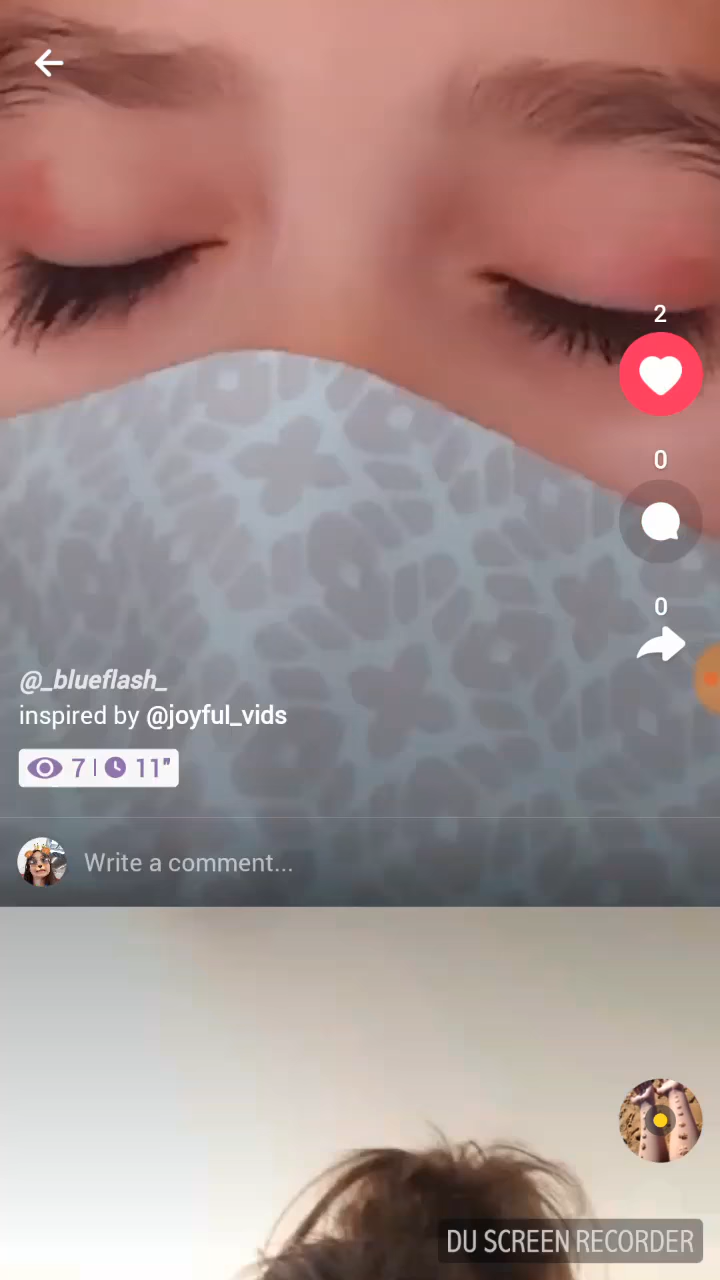 2
0
0
@_blueflash_
inspired by @joyful_vids
7 | 11"
Write a comment...
DU SCREEN RECORDER